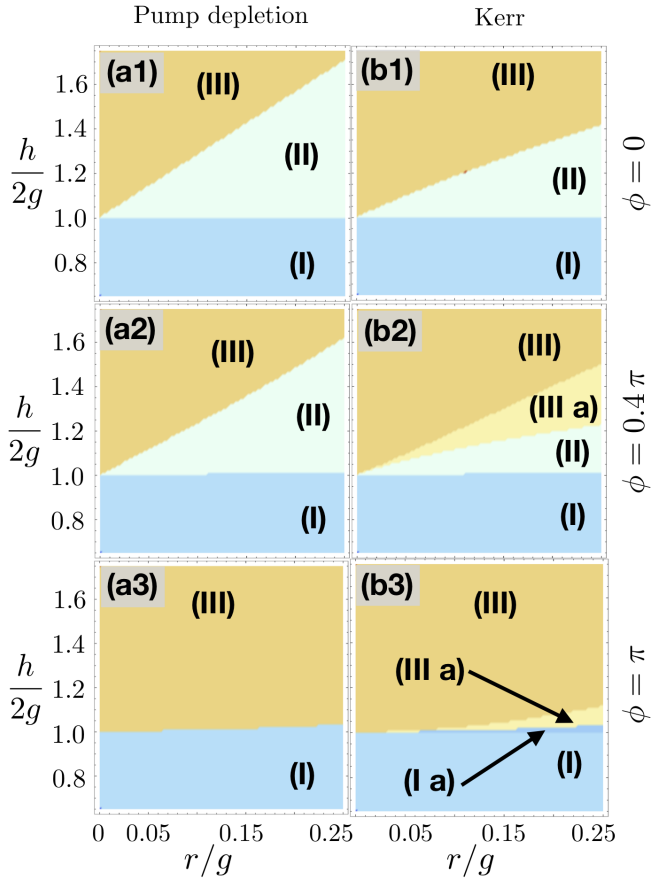 Pump depletion Kerr
(a1) (III) (II) (I)
(b1) (III) (II) (I)
h/2g
1.6
1.4
1.2
1.0
0.8
ϕ = 0
(a2) (III) (II) (I)
(b2) (III) (III a) (II) (I)
h/2g
1.6
1.4
1.2
1.0
0.8
ϕ = 0.4 π
(a3) (III) (I)
(b3) (III) (III a) (I a) (I)
h/2g
1.6
1.4
1.2
1.0
0.8
ϕ = π
0 0.05 0.15 0.25 0.05 0.15 0.25
r/g r/g